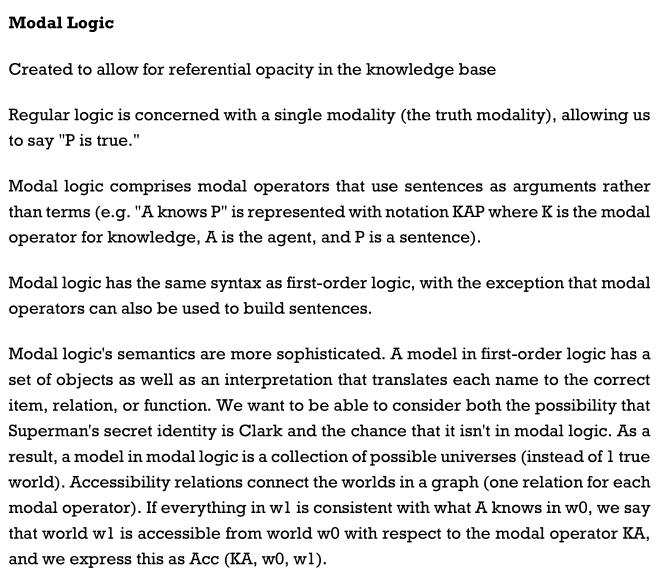 Modal Logic
Created to allow for referential opacity in the knowledge base
Regular logic is concerned with a single modality (the truth modality), allowing us
to say "P is true."
Modal logic comprises modal operators that use sentences as arguments rather
than terms (e.g. "A knows P" is represented with notation KAP where K is the modal
operator for knowledge, A is the agent, and P is a sentence).
Modal logic has the same syntax as first-order logic, with the exception that modal
operators can also be used to build sentences.
Modal logic's semantics are more sophisticated. A model in first-order logic has a
set of objects as well as an interpretation that translates each name to the correct
item, relation, or function. We want to be able to consider both the possibility that
Superman's secret identity is Clark and the chance that it isn't in modal logic. As a
result, a model in modal logic is a collection of possible universes (instead of 1 true
world). Accessibility relations connect the worlds in a graph (one relation for each
modal operator). If everything in w1 is consistent with what A knows in w0, we say
that world w1 is accessible from world w0 with respect to the modal operator KA,
and we express this as Acc (KA, w0, w1).